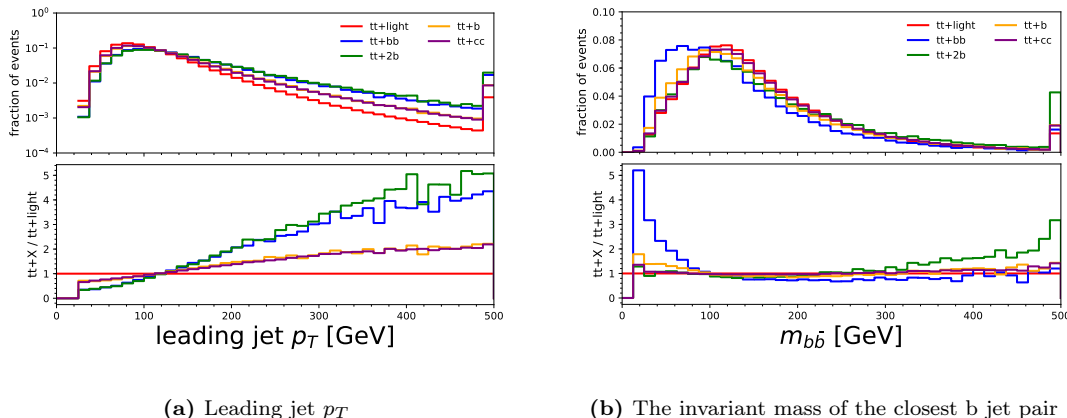 10^0
10^-1
10^-2
10^-3
10^-4
fraction of events
tt+light
tt+bb
tt+2b
tt+b
tt+cc
5
4
3
2
1
0
tt+X / tt+light
0 100 200 300 400 500
leading jet p_T [GeV]
(a) Leading jet p_T
0.10
0.08
0.06
0.04
0.02
0.00
fraction of events
tt+light
tt+bb
tt+2b
tt+b
tt+cc
5
4
3
2
1
0
tt+X / tt+light
0 100 200 300 400 500
m_{bb̄} [GeV]
(b) The invariant mass of the closest b jet pair